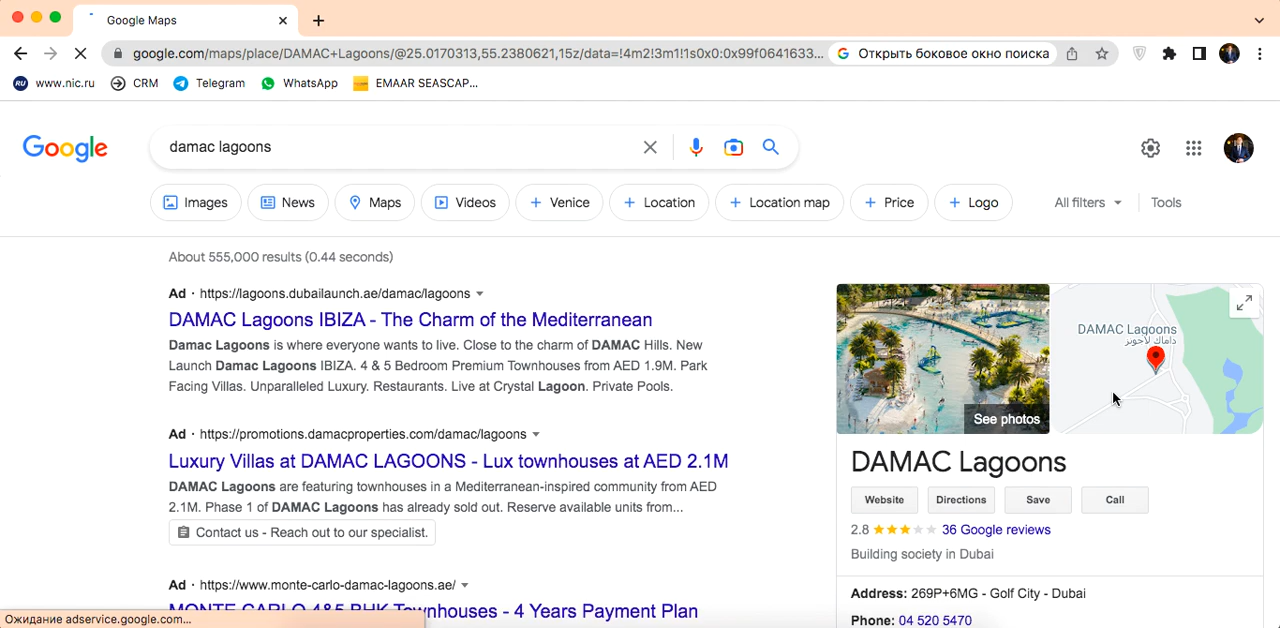 Google Maps
google.com/maps/place/DAMAC+Lagoons/@25.0170313,55.2380621,15z/data=!4m2!3m1!1s0x0:0x99f0641633...
Открыть боковое окно поиска
www.nic.ru
CRM
Telegram
WhatsApp
EMAAR SEASCAP...
Google
damac lagoons
Images
News
Maps
Videos
+ Venice
+ Location
+ Location map
+ Price
+ Logo
All filters
Tools
About 555,000 results (0.44 seconds)
Ad · https://lagoons.dubailaunch.ae/damac/lagoons
DAMAC Lagoons IBIZA - The Charm of the Mediterranean
Damac Lagoons is where everyone wants to live. Close to the charm of DAMAC Hills. New
Launch Damac Lagoons IBIZA. 4 & 5 Bedroom Premium Townhouses from AED 1.9M. Park
Facing Villas. Unparalleled Luxury. Restaurants. Live at Crystal Lagoon. Private Pools.
Ad · https://promotions.damacproperties.com/damac/lagoons
Luxury Villas at DAMAC LAGOONS - Lux townhouses at AED 2.1M
DAMAC Lagoons are featuring townhouses in a Mediterranean-inspired community from AED
2.1M. Phase 1 of DAMAC Lagoons has already sold out. Reserve available units from...
Contact us - Reach out to our specialist.
Ad · https://www.monte-carlo-damac-lagoons.ae/
MONTE CARLO 4&5 BHK Townhouses - 4 Years Payment Plan
Ожидание adservice.google.com...
See photos
DAMAC Lagoons
داماك لاجونز
DAMAC Lagoons
Website
Directions
Save
Call
2.8
36 Google reviews
Building society in Dubai
Address: 269P+6MG - Golf City - Dubai
Phone: 04 520 5470